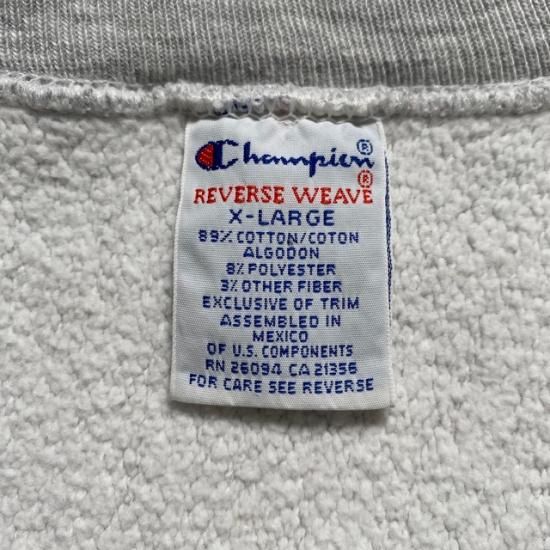 Champion®
REVERSE WEAVE®
X-LARGE
89% COTTON/COTON
ALGODON
8% POLYESTER
3% OTHER FIBER
EXCLUSIVE OF TRIM
ASSEMBLED IN
MEXICO
OF U.S. COMPONENTS
RN 26094 CA 21356
FOR CARE SEE REVERSE